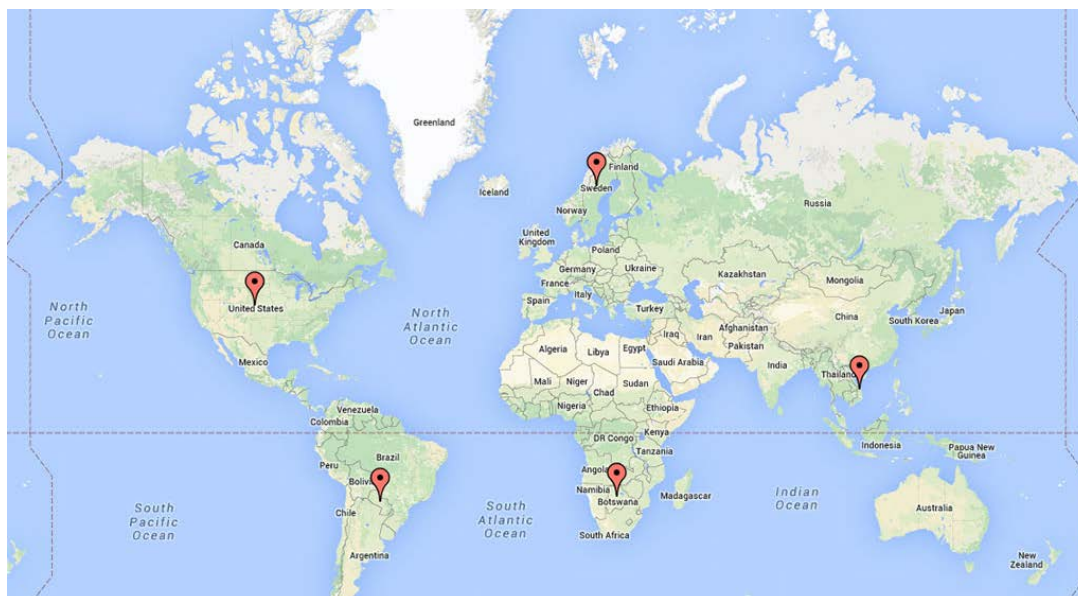 Greenland
Finland
Iceland
Sweden
Russia
Norway
Canada
United
Kingdom
Poland
Germany
Ukraine
Kazakhstan
Mongolia
France
Italy
North
Pacific
Ocean
United States
North
Atlantic
Ocean
Spain
Turkey
China
South Korea
Japan
Afghanistan
Iraq
Iran
Pakistan
Mexico
Algeria
Libya
Egypt
Saudi Arabia
India
Thailand
Mali
Niger
Chad
Sudan
Venezuela
Nigeria
Ethiopia
Colombia
DR Congo
Kenya
Indonesia
Papua New
Guinea
Tanzania
Peru
Brazil
Angola
Bolivi
Namibia
Botswana
Madagascar
Indian
Ocean
South
Pacific
Ocean
Chile
South
Atlantic
Ocean
Australia
South Africa
Argentina
New
Zealand